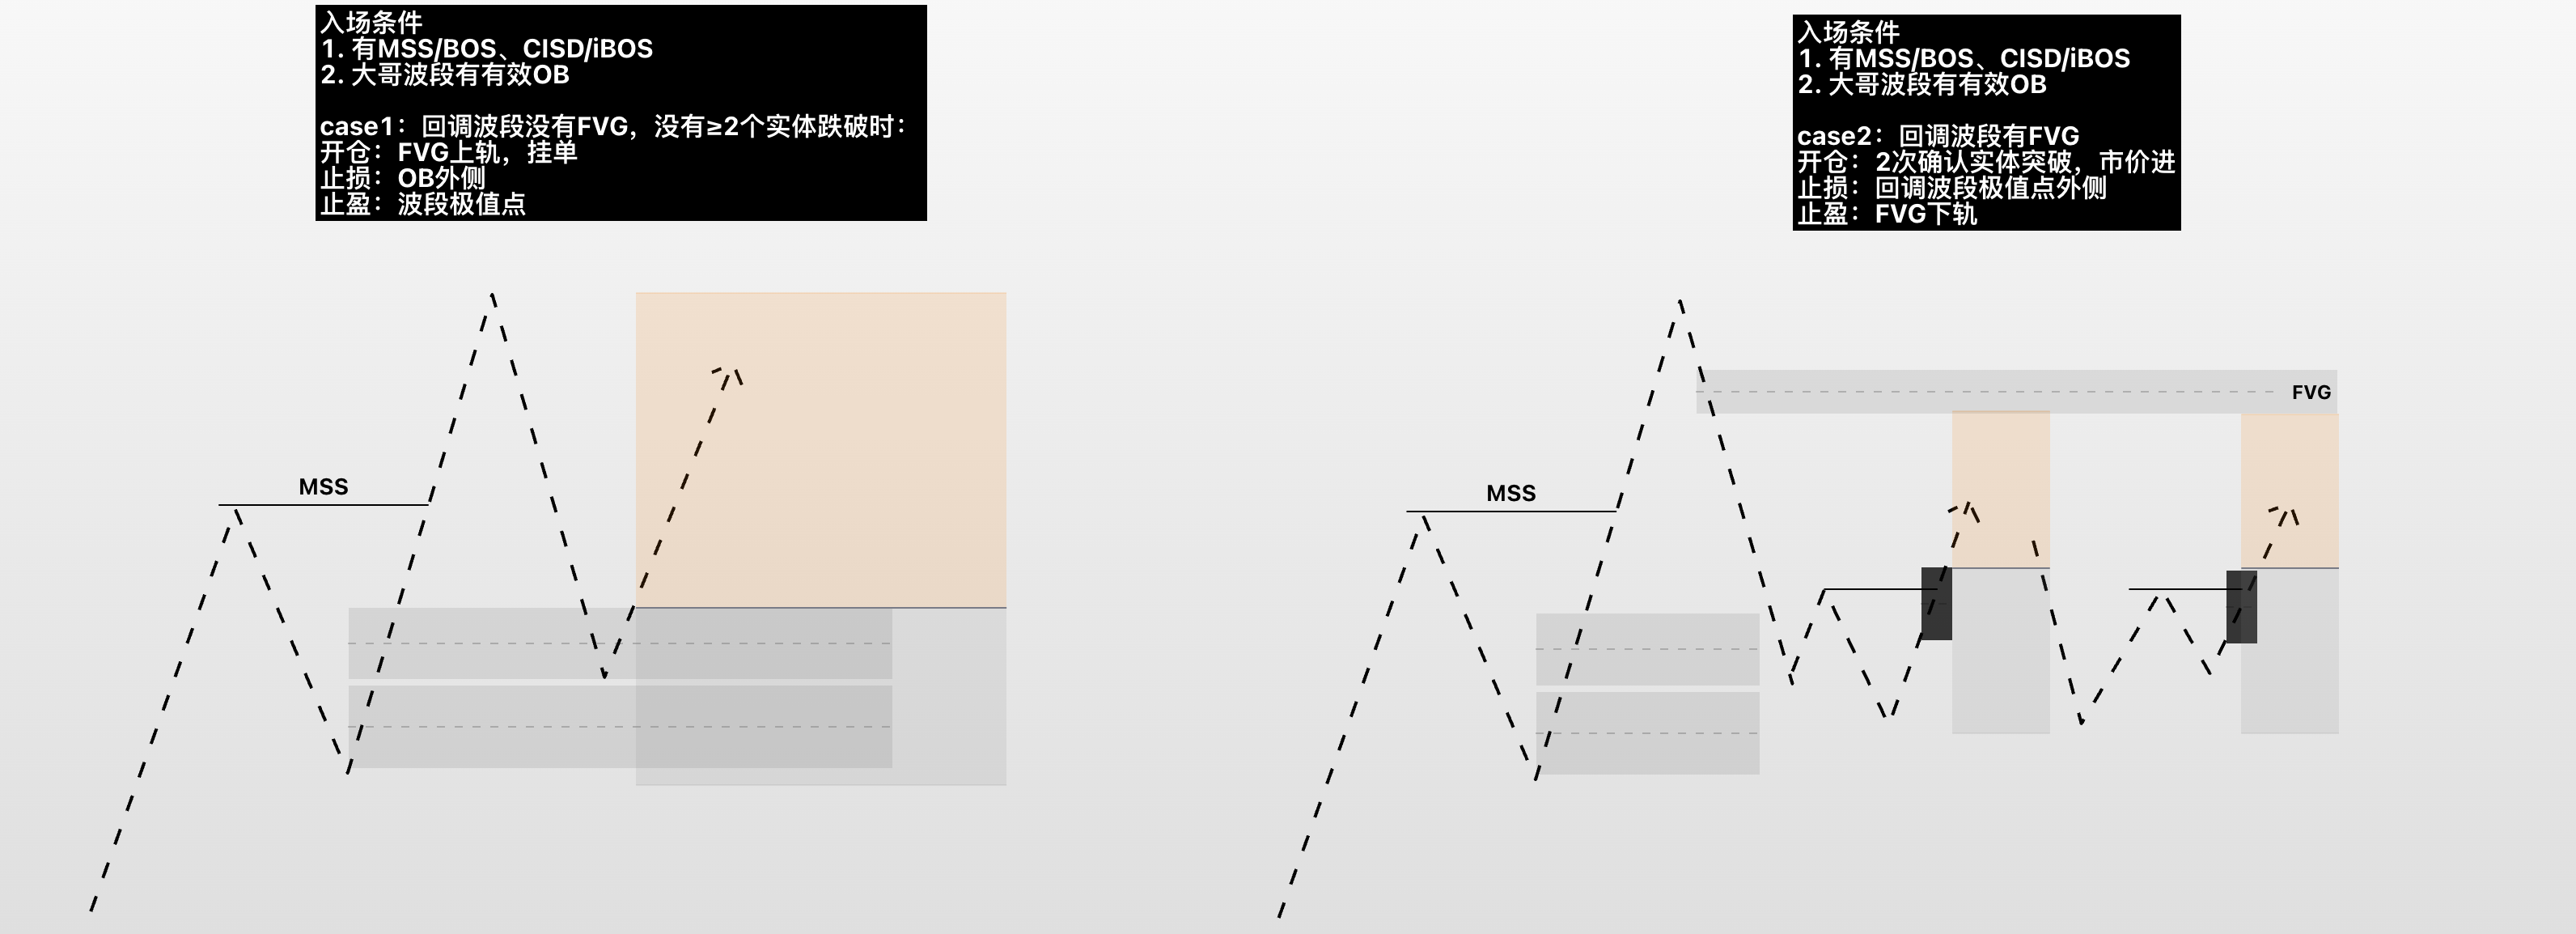 入场条件
1. 有MSS/BOS、CISD/iBOS
2. 大哥波段有有效OB
case1：回调波段没有FVG，没有≥2个实体跌破时：
开仓：FVG上轨，挂单
止损：OB外侧
止盈：波段极值点
MSS
入场条件
1. 有MSS/BOS、CISD/iBOS
2. 大哥波段有有效OB
case2：回调波段有FVG
开仓：2次确认实体突破，市价进
止损：回调波段极值点外侧
止盈：FVG下轨
FVG
MSS